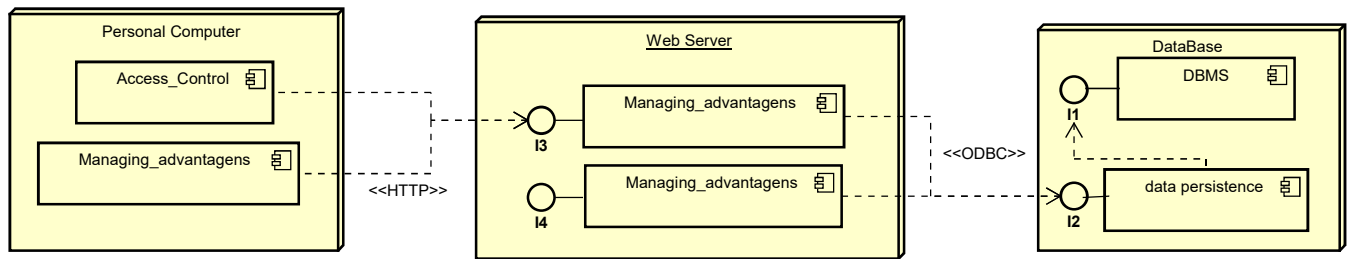 Personal Computer
Access_Control
Managing_advantagens
<<HTTP>>
Web Server
Managing_advantagens
I3
Managing_advantagens
I4
<<ODBC>>
DataBase
DBMS
I1
data persistence
I2